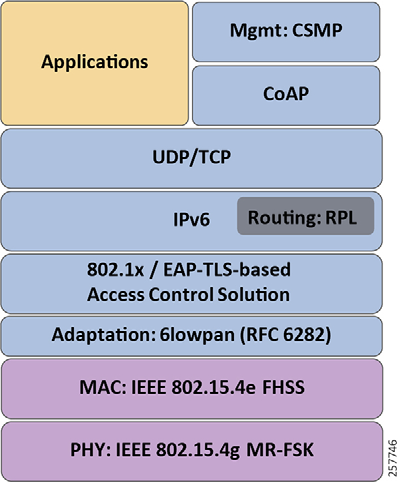 Applications
Mgmt: CSMP
CoAP
UDP/TCP
IPv6
Routing: RPL
802.1x / EAP-TLS-based
Access Control Solution
Adaptation: 6lowpan (RFC 6282)
MAC: IEEE 802.15.4e FHSS
PHY: IEEE 802.15.4g MR-FSK
257746